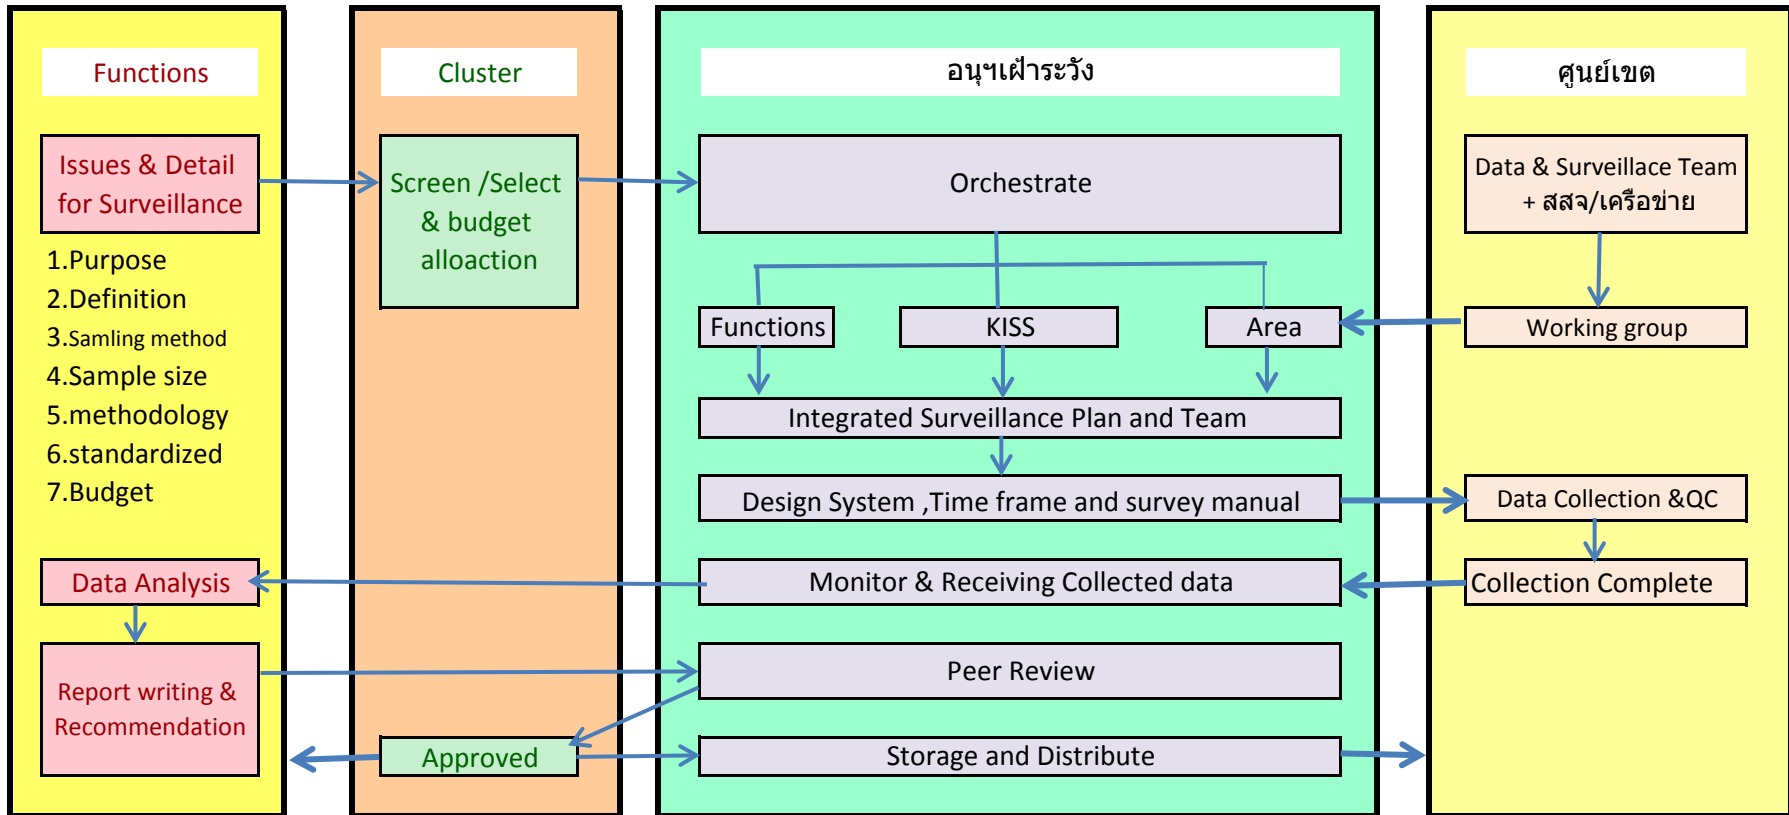 Functions
Issues & Detail
for Surveillance
1.Purpose
2.Definition
3.Samling method
4.Sample size
5.methodology
6.standardized
7.Budget
Data Analysis
Report writing &
Recommendation
Cluster
Screen /Select
& budget
alloaction
Approved
อนุฯเฝ้าระวัง
Orchestrate
Functions
KISS
Area
Integrated Surveillance Plan and Team
Design System ,Time frame and survey manual
Monitor & Receiving Collected data
Peer Review
Storage and Distribute
ศูนย์เขต
Data & Surveillace Team
+ สสจ/เครือข่าย
Working group
Data Collection &QC
Collection Complete